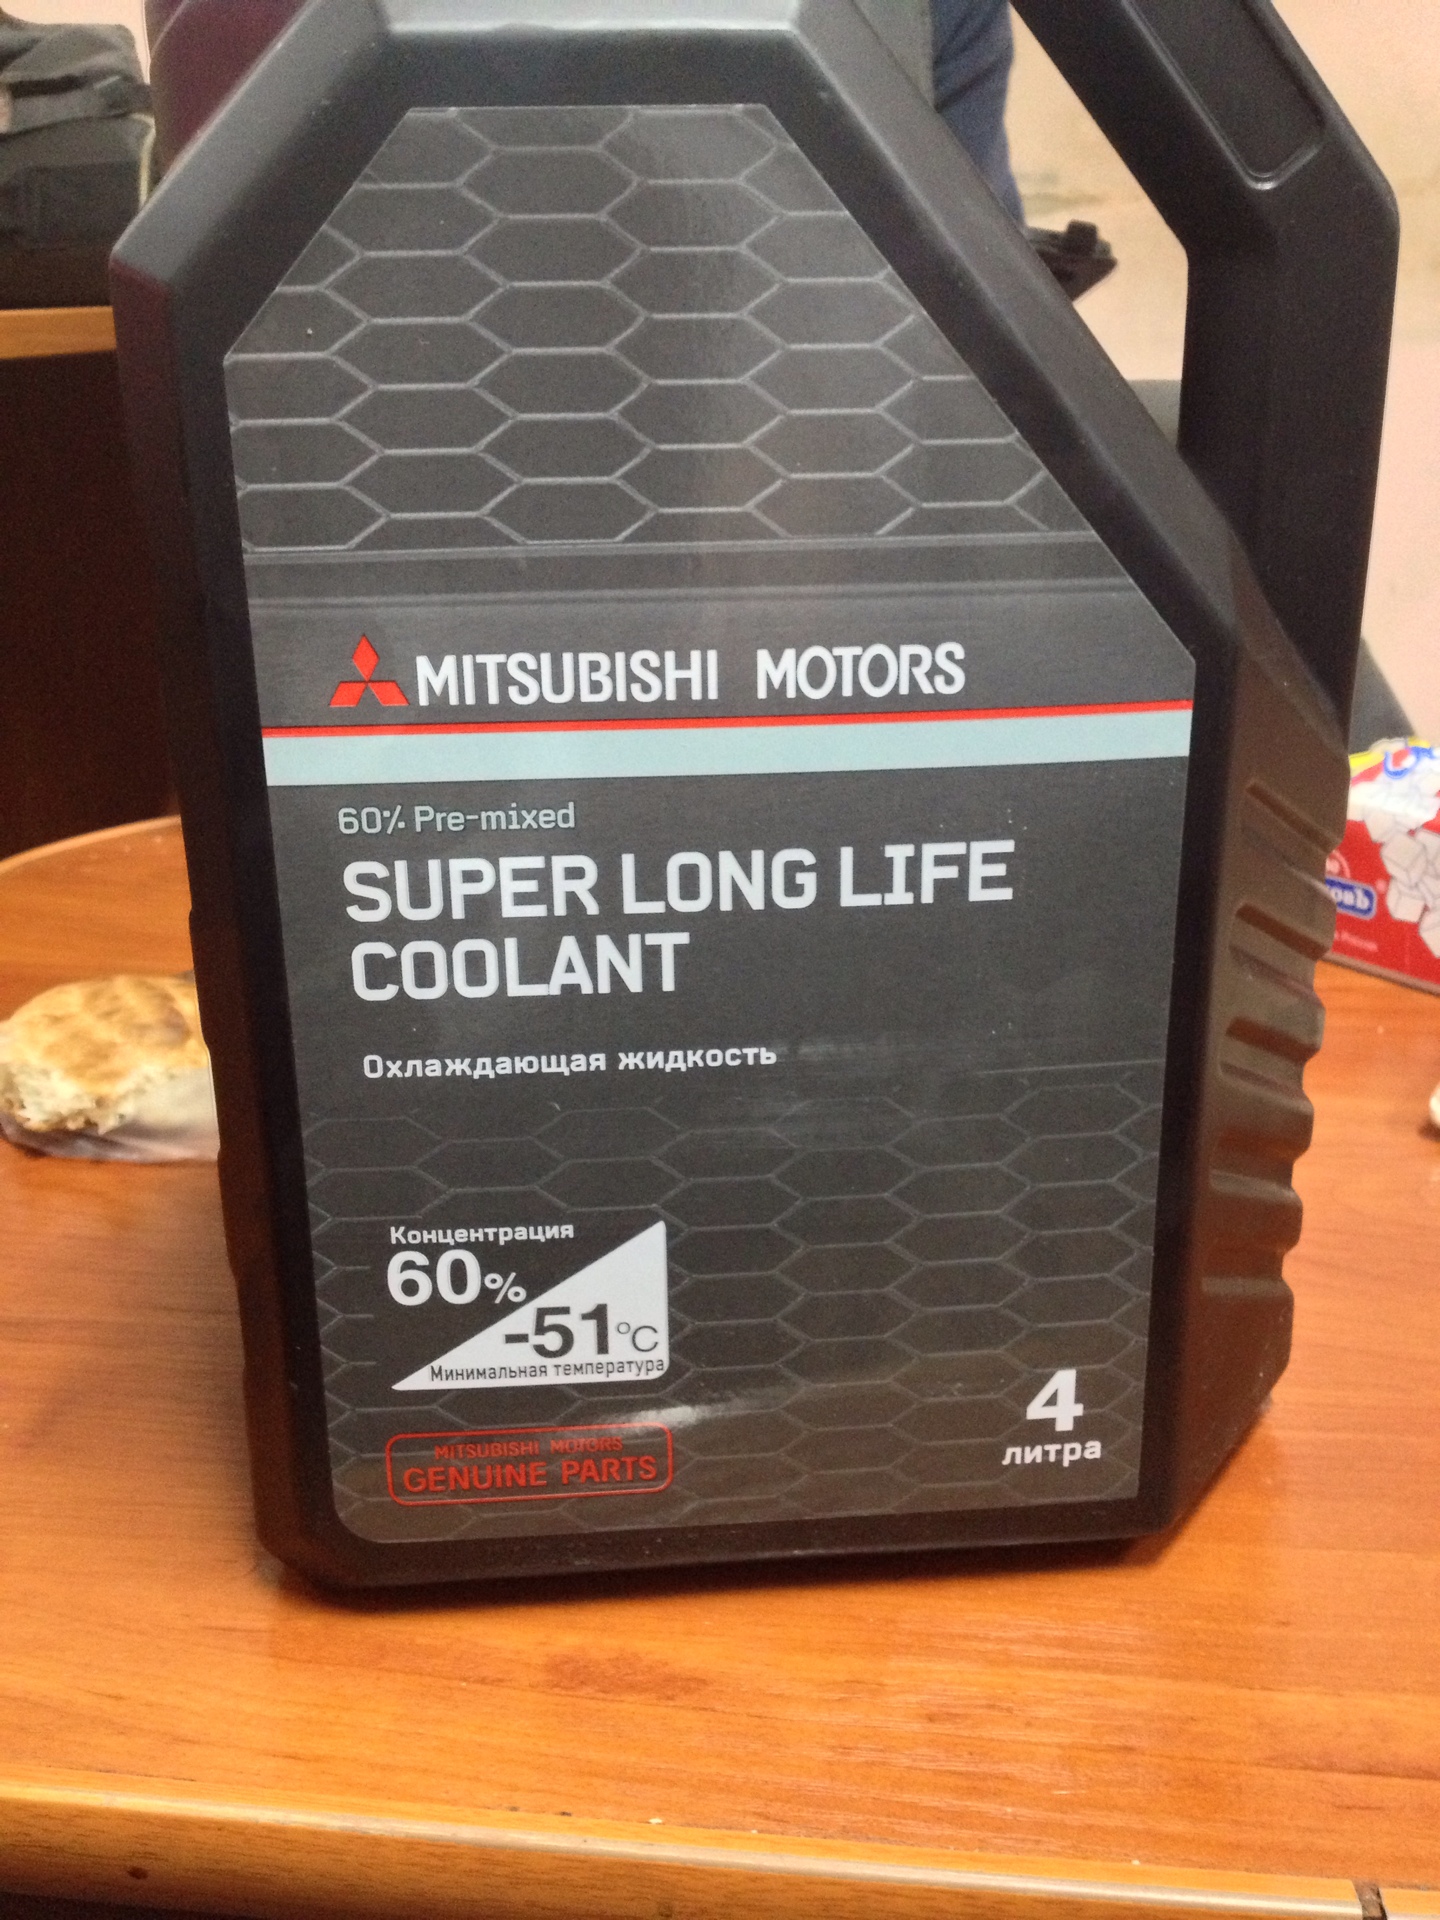 MITSUBISHI MOTORS
60% Pre-mixed
SUPER LONG LIFE
COOLANT
Охлаждающая жидкость
Концентрация
60%
-51°C
Минимальная температура
4
литра
MITSUBISHI MOTORS
GENUINE PARTS